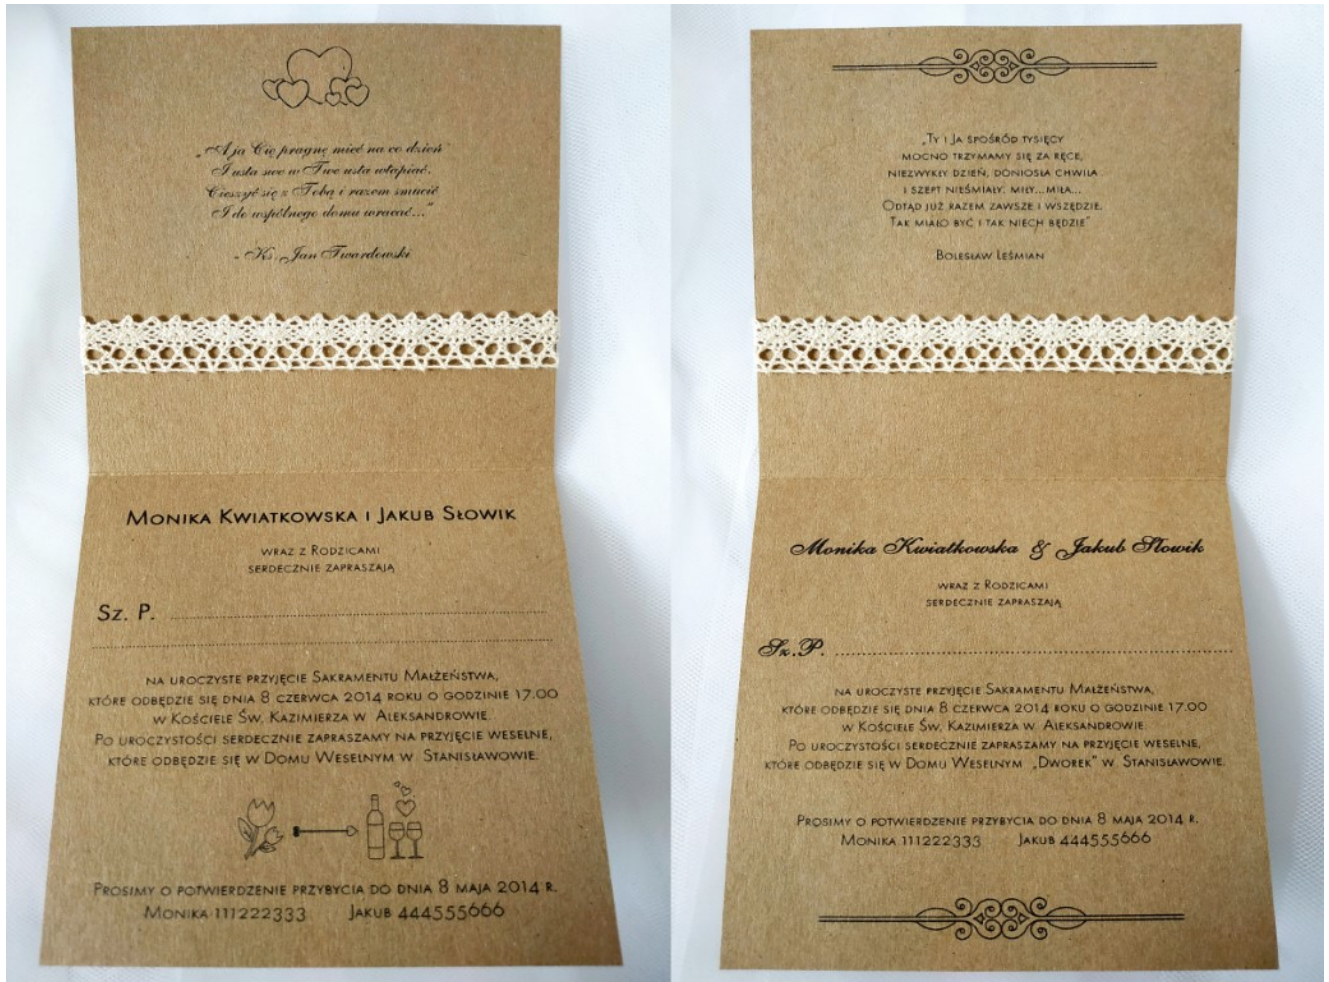 „A ja Cię pragnę mieć na co dzień
I usta swe w Twe usta wtapiać.
Cieszyć się z Tobą i razem smucić
I do wspólnego domu wracać..."
- Ks. Jan Twardowski
Monika Kwiatkowska i Jakub Słowik
wraz z Rodzicami
serdecznie zapraszają
Sz. P. ........................................
........................................
na uroczyste przyjęcie Sakramentu Małżeństwa,
które odbędzie się dnia 8 czerwca 2014 roku o godzinie 17.00
w Kościele Św. Kazimierza w Aleksandrowie.
Po uroczystości serdecznie zapraszamy na przyjęcie weselne,
które odbędzie się w Domu Weselnym w Stanisławowie.
Prosimy o potwierdzenie przybycia do dnia 8 maja 2014 r.
Monika 111222333 Jakub 444555666
„Ty i Ja spośród tysięcy
mocno trzymamy się za ręce,
niezwykły dzień, doniosła chwila
i szept nieśmiały: miły...miła...
Odtąd już razem zawsze i wszędzie.
Tak miało być i tak niech będzie"
Bolesław Leśmian
Monika Kwiatkowska & Jakub Słowik
wraz z Rodzicami
serdecznie zapraszają
Sz.P. ........................................
na uroczyste przyjęcie Sakramentu Małżeństwa,
które odbędzie się dnia 8 czerwca 2014 roku o godzinie 17.00
w Kościele Św. Kazimierza w Aleksandrowie.
Po uroczystości serdecznie zapraszamy na przyjęcie weselne,
które odbędzie się w Domu Weselnym „Dworek" w Stanisławowie.
Prosimy o potwierdzenie przybycia do dnia 8 maja 2014 r.
Monika 111222333 Jakub 444555666